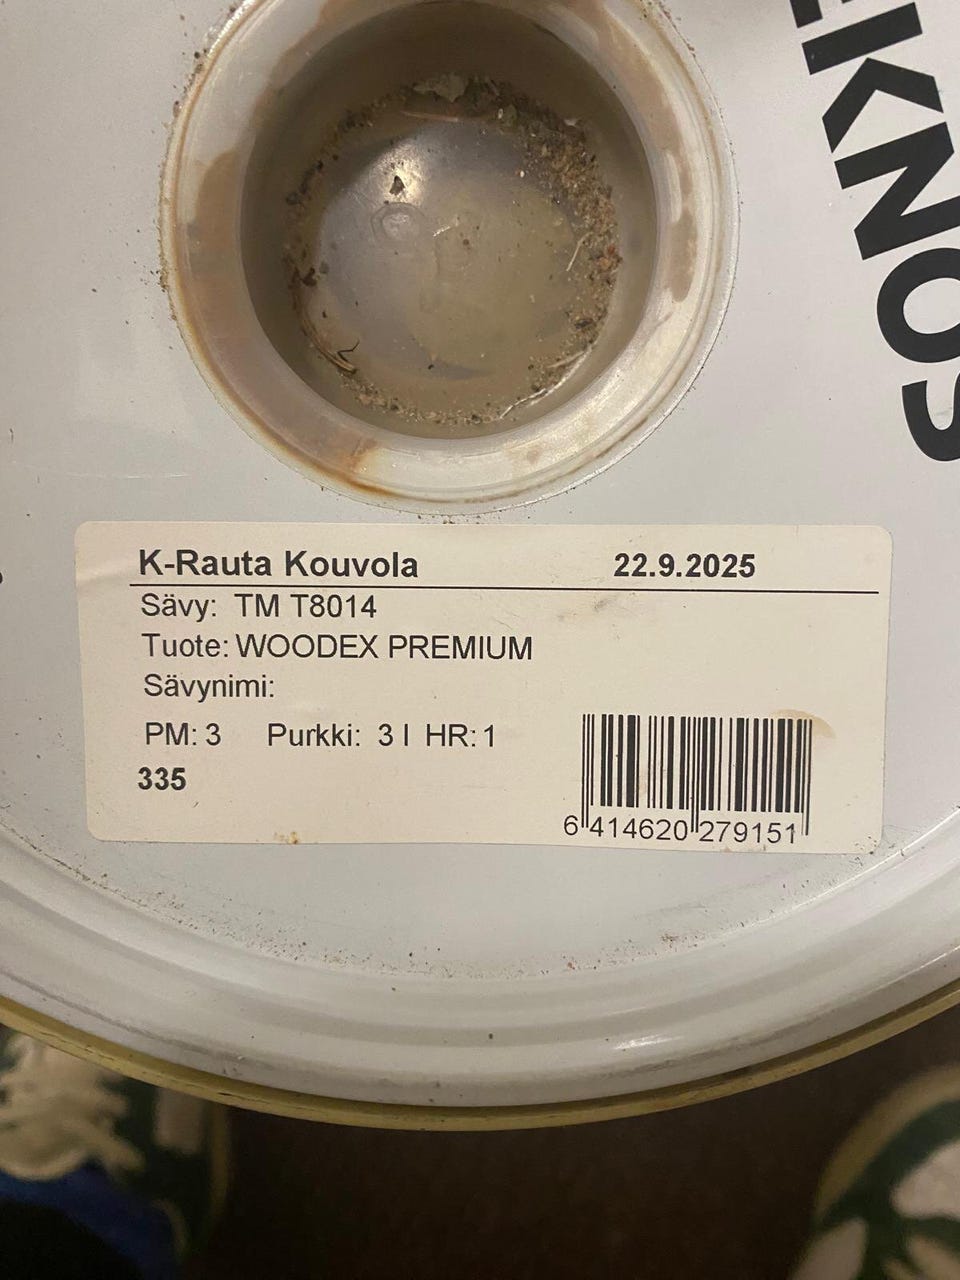 EKNOS
K-Rauta Kouvola 22.9.2025
Sävy: TM T8014
Tuote: WOODEX PREMIUM
Sävynimi:
PM: 3 Purkki: 3 l HR: 1
335
6 414620 279151